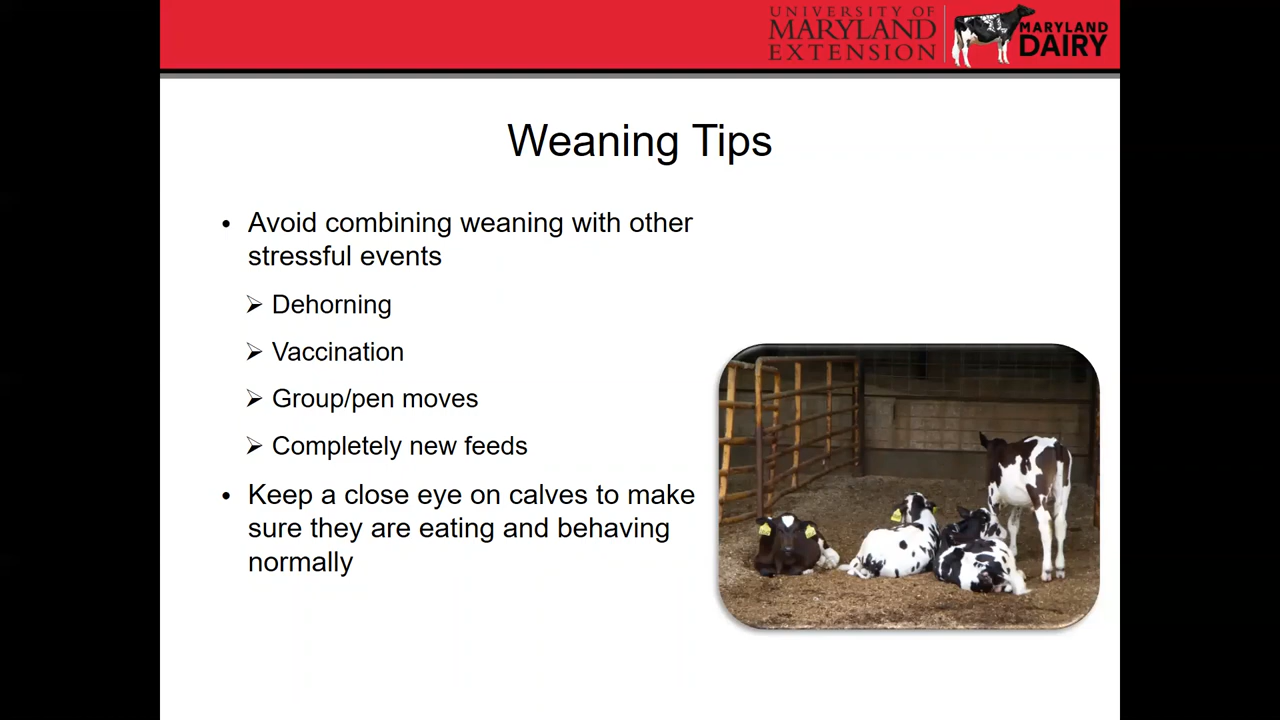 UNIVERSITY OF
MARYLAND
EXTENSION
MARYLAND
DAIRY
Weaning Tips
• Avoid combining weaning with other
stressful events
➢ Dehorning
➢ Vaccination
➢ Group/pen moves
➢ Completely new feeds
• Keep a close eye on calves to make
sure they are eating and behaving
normally